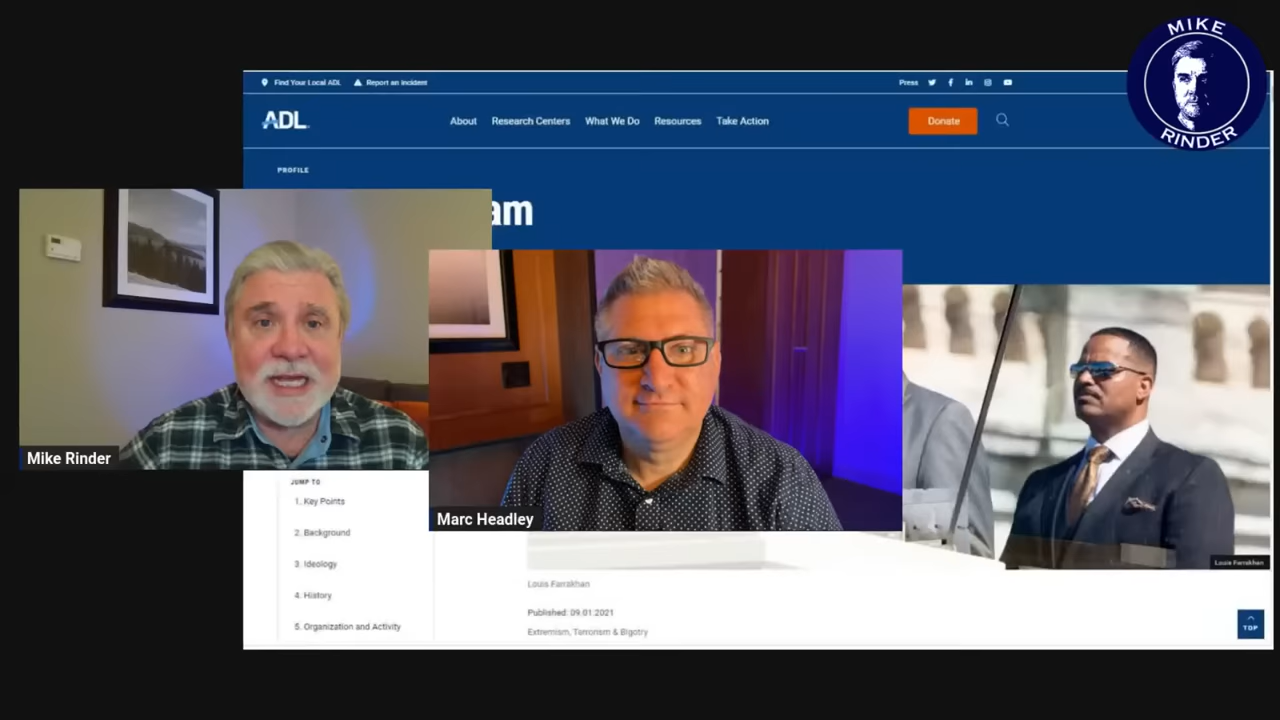 MIKE
RINDER
Find Your Local ADL
Report an Incident
Press
ADL
About
Research Centers
What We Do
Resources
Take Action
Donate
PROFILE
am
Mike Rinder
Marc Headley
JUMP TO
1. Key Points
2. Background
3. Ideology
4. History
5. Organization and Activity
Louis Farrakhan
Louis Farrakhan
Published: 09.01.2021
Extremism, Terrorism & Bigotry
TOP